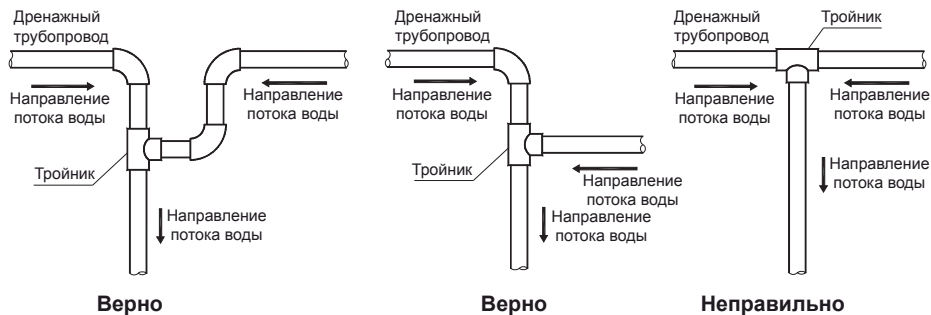 Дренажный
трубопровод
Направление
потока воды
Направление
потока воды
Тройник
Направление
потока воды
Верно
Дренажный
трубопровод
Направление
потока воды
Тройник
Направление
потока воды
Направление
потока воды
Верно
Дренажный
трубопровод
Тройник
Направление
потока воды
Направление
потока воды
Направление
потока воды
Неправильно